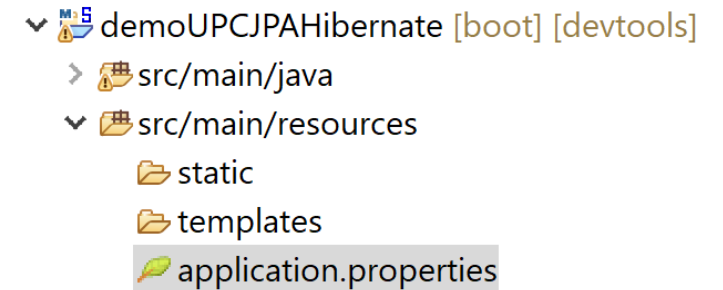 demoUPCJPAHibernate [boot] [devtools]
src/main/java
src/main/resources
static
templates
application.properties